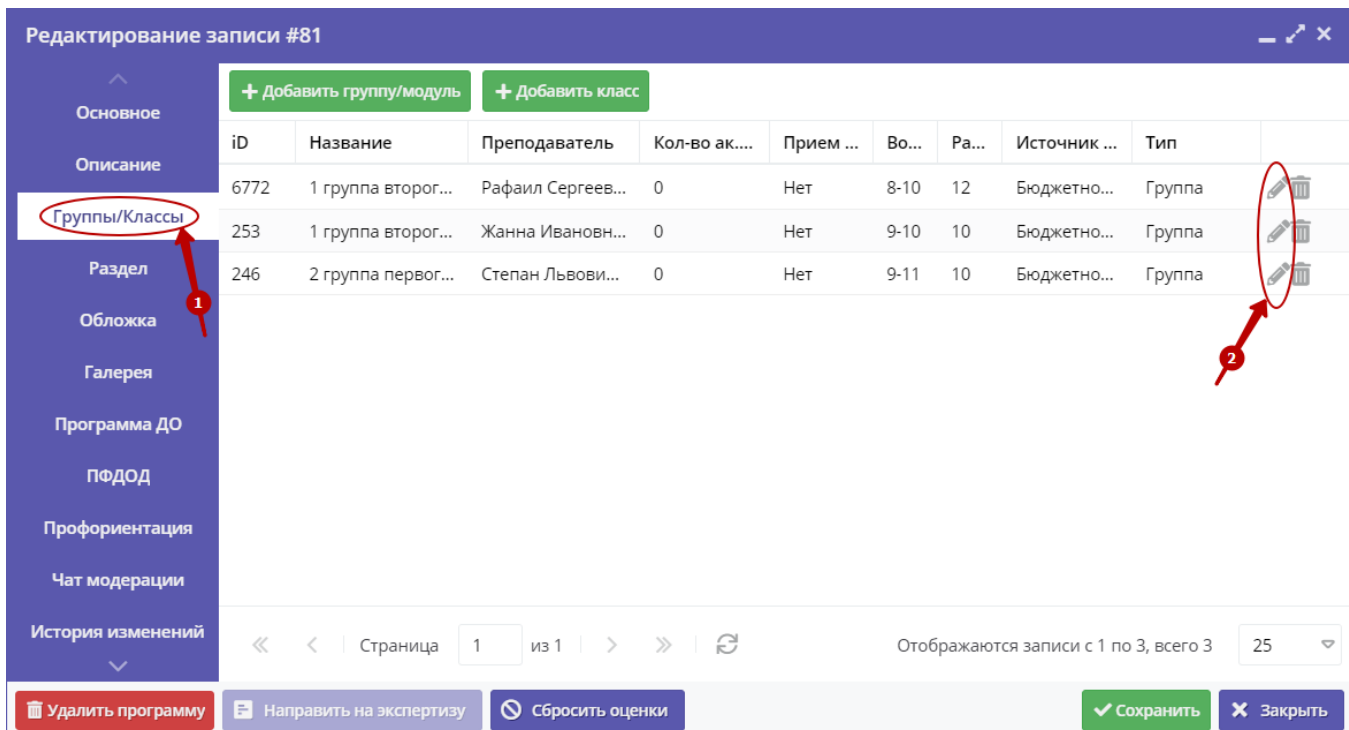 Редактирование записи #81
Основное
Описание
Группы/Классы
Раздел
Обложка
Галерея
Программа ДО
ПФДОД
Профориентация
Чат модерации
История изменений
+ Добавить группу/модуль + Добавить класс
iD Название Преподаватель Кол-во ак.... Прием ... Во... Ра... Источник ... Тип
6772 1 группа второг... Рафаил Сергеев... 0 Нет 8-10 12 Бюджетно... Группа
253 1 группа второг... Жанна Ивановн... 0 Нет 9-10 10 Бюджетно... Группа
246 2 группа первог... Степан Львови... 0 Нет 9-11 10 Бюджетно... Группа
1
2
Страница 1 из 1 Отображаются записи с 1 по 3, всего 3 25
Удалить программу Направить на экспертизу Сбросить оценки Сохранить Закрыть